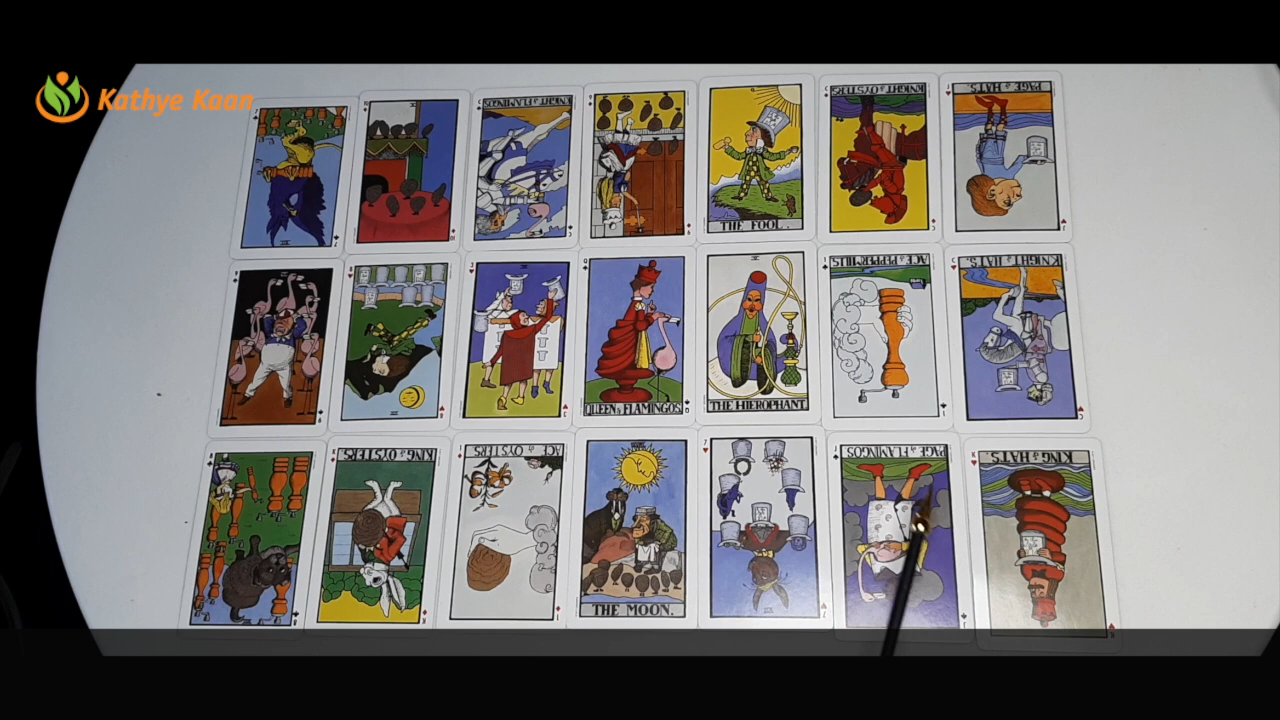 Kathye Kaan
KNIGHT of FLAMINGOS
THE FOOL.
KNIGHT of OYSTERS
PAGE of HATS.
QUEEN of FLAMINGOS
THE HIEROPHANT
ACE of PEPPERMILLS
KNIGHT of HATS.
KING of OYSTERS
ACE of OYSTERS
THE MOON.
PAGE of FLAMINGOS
KING of HATS.